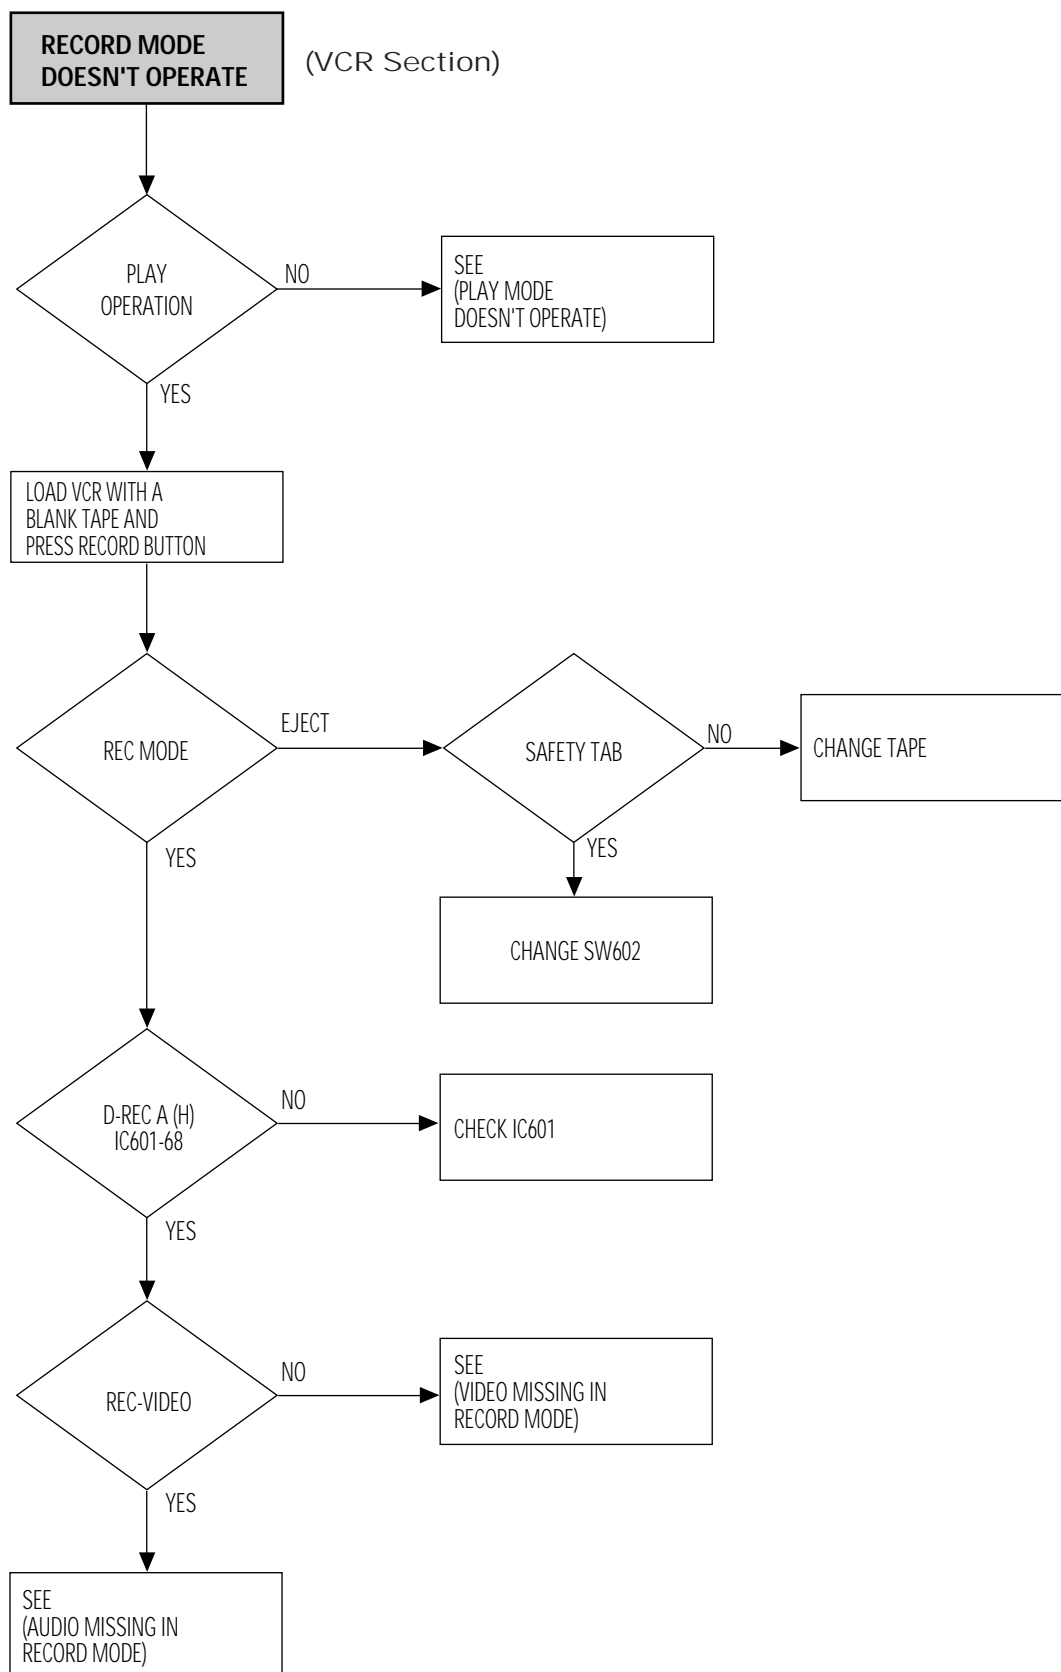 RECORD MODE
DOESN'T OPERATE
(VCR Section)
PLAY
OPERATION
NO
SEE
(PLAY MODE
DOESN'T OPERATE)
YES
LOAD VCR WITH A
BLANK TAPE AND
PRESS RECORD BUTTON
REC MODE
EJECT
SAFETY TAB
NO
CHANGE TAPE
YES
YES
CHANGE SW602
D-REC A (H)
IC601-68
NO
CHECK IC601
YES
REC-VIDEO
NO
SEE
(VIDEO MISSING IN
RECORD MODE)
YES
SEE
(AUDIO MISSING IN
RECORD MODE)